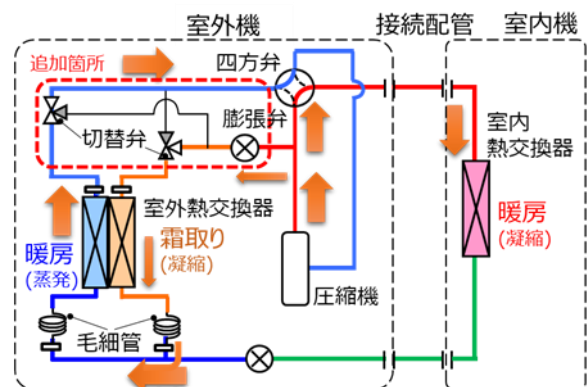 室外機
接続配管
室内機
追加箇所
四方弁
切替弁
膨張弁
室内
熱交換器
室外熱交換器
暖房
(凝縮)
霜取り
(凝縮)
暖房
(蒸発)
圧縮機
毛細管